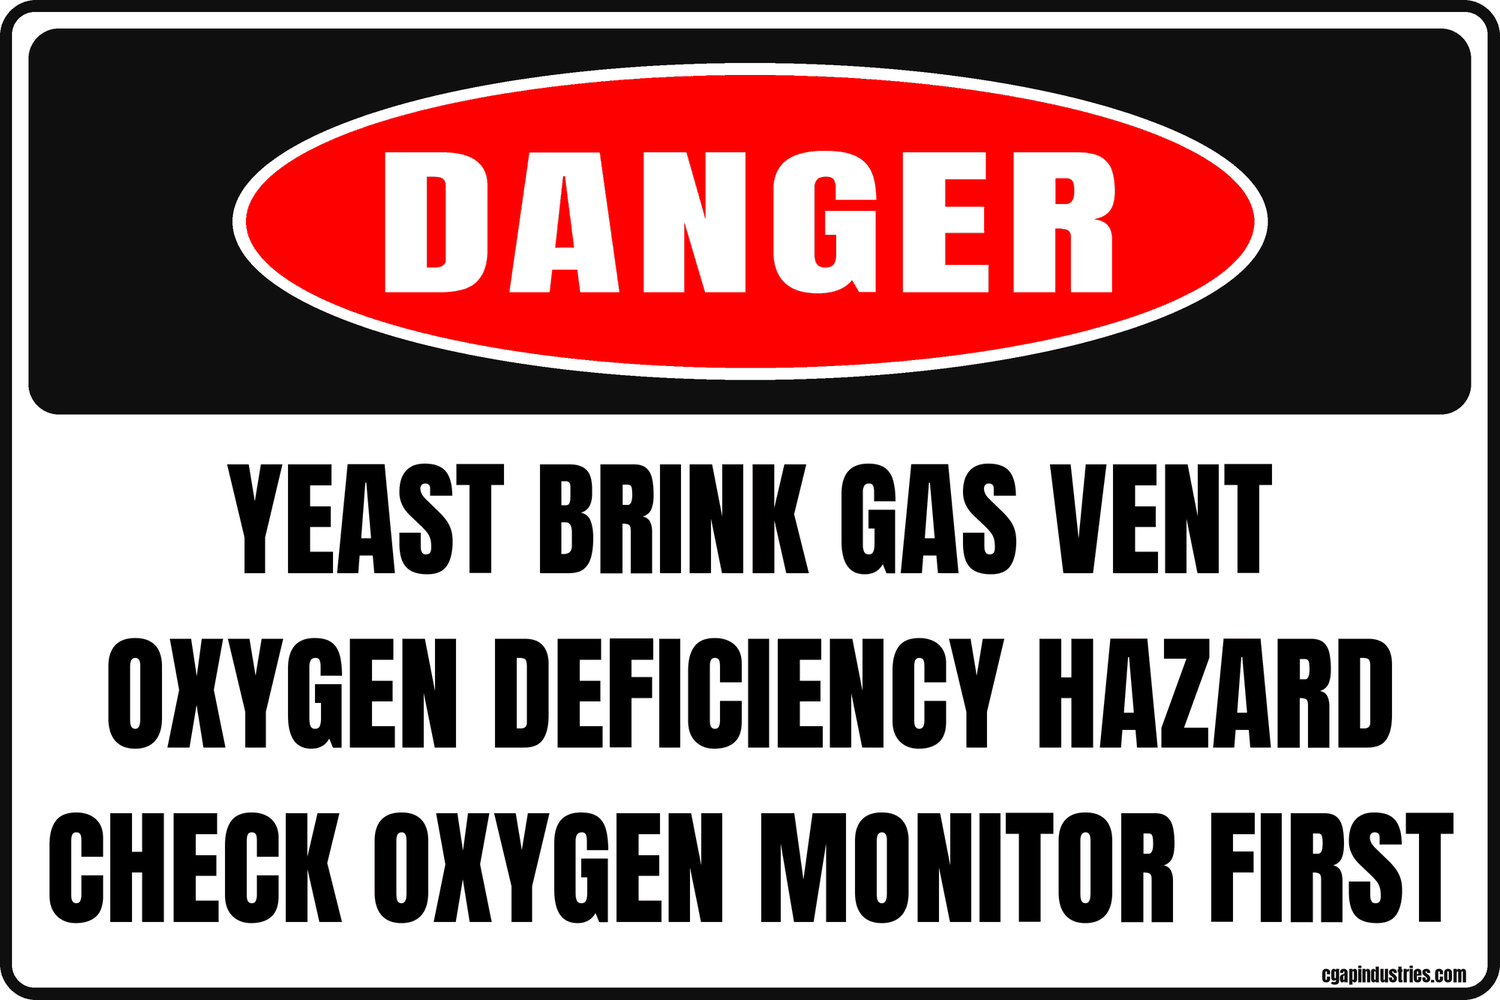 DANGER
YEAST BRINK GAS VENT
OXYGEN DEFICIENCY HAZARD
CHECK OXYGEN MONITOR FIRST
cgapindustries.com